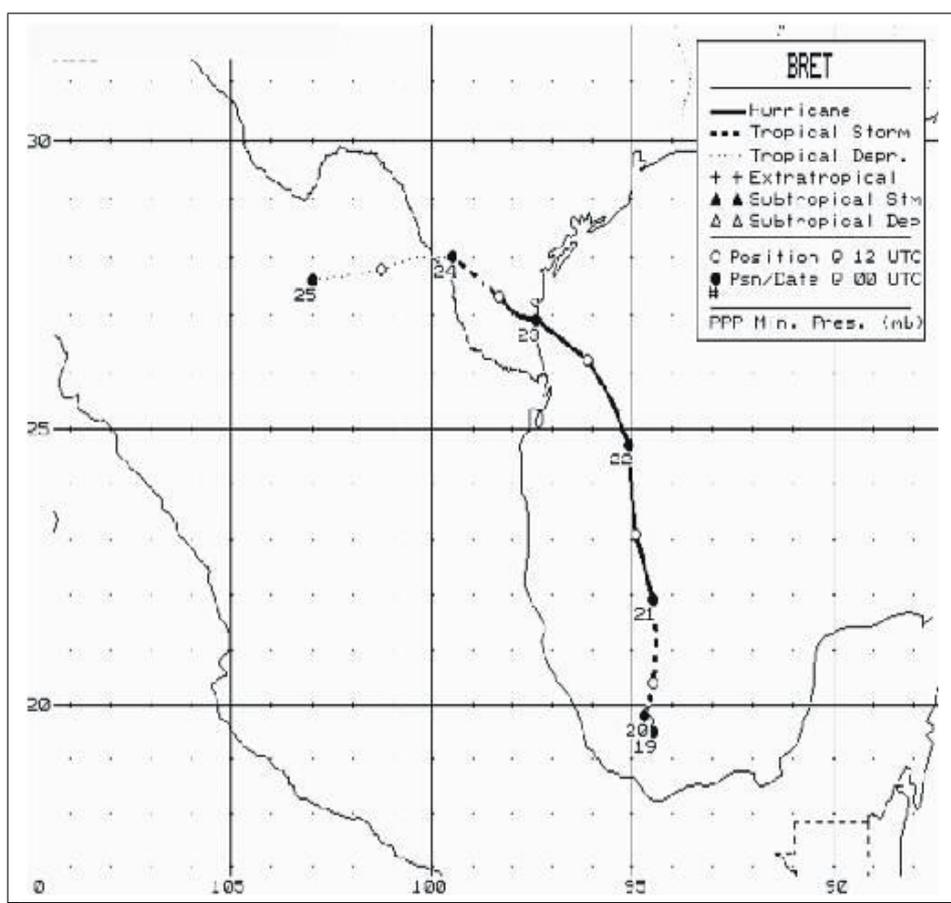 BRET
Hurricane
Tropical Storm
Tropical Depr.
Extratropical
Subtropical Stm
Subtropical Dep
Position @ 12 UTC
Psn/Date @ 00 UTC
#
PPP Min. Pres. (mb)
30
24
25
23
25
22
21
20
20
19
0 105 100 95 90